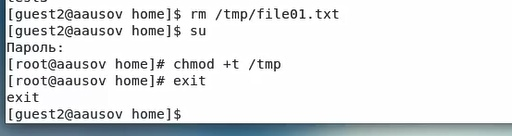 [guest2@aausov home]$ rm /tmp/file01.txt
[guest2@aausov home]$ su
Пароль:
[root@aausov home]# chmod +t /tmp
[root@aausov home]# exit
exit
[guest2@aausov home]$